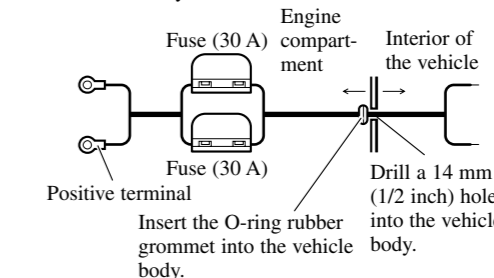 Engine
compart-
ment
Fuse (30 A)
Interior of
the vehicle
Fuse (30 A)
Positive terminal
Drill a 14 mm
(1/2 inch) hole
into the vehicle
body.
Insert the O-ring rubber
grommet into the vehicle
body.